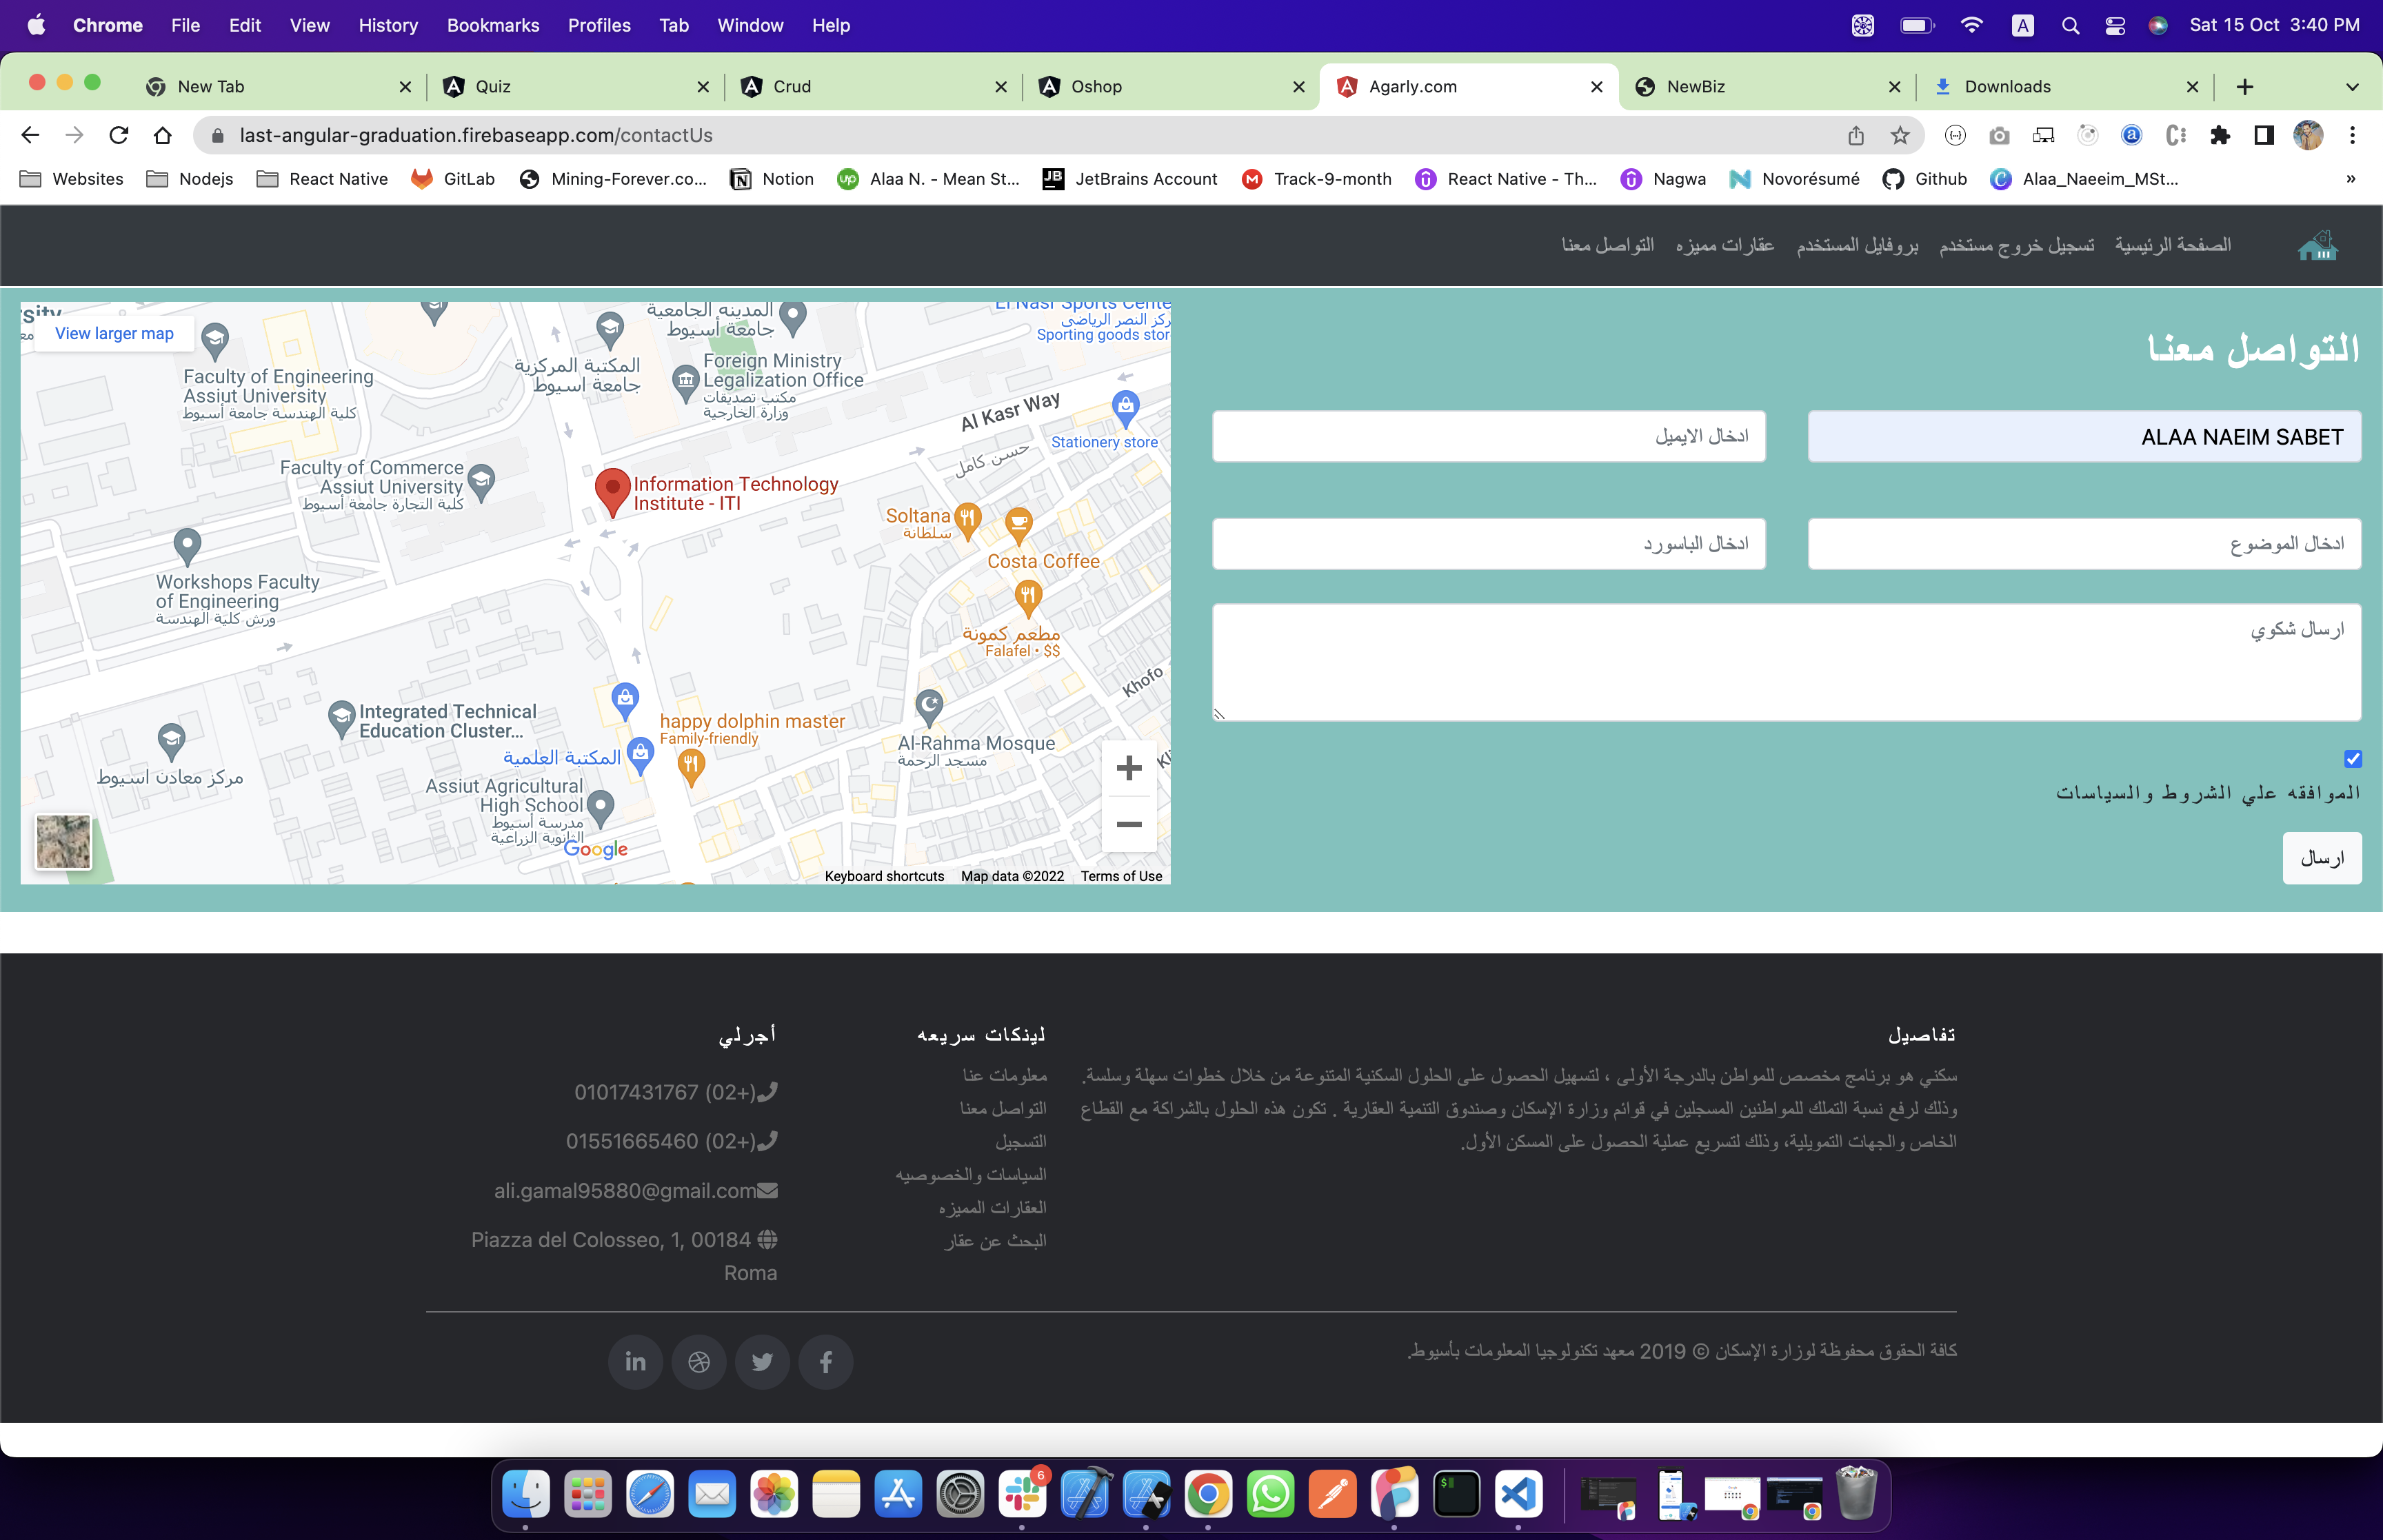 Chrome File Edit View History Bookmarks Profiles Tab Window Help
Sat 15 Oct 3:40 PM
New Tab
Quiz
Crud
Oshop
Agarly.com
NewBiz
Downloads
last-angular-graduation.firebaseapp.com/contactUs
Websites
Nodejs
React Native
GitLab
Mining-Forever.co...
Notion
Alaa N. - Mean St...
JetBrains Account
Track-9-month
React Native - Th...
Nagwa
Novorésumé
Github
Alaa_Naeeim_MSt...
»
الصفحة الرئيسية
تسجيل خروج مستخدم
بروفايل المستخدم
عقارات مميزه
التواصل معنا
التواصل معنا
ALAA NAEIM SABET
ادخال الايميل
ادخال الموضوع
ادخال الباسورد
ارسال شكوي
الموافقه علي الشروط والسياسات
ارسال
View larger map
Faculty of Engineering
Assiut University
كلية الهندسة جامعة أسيوط
المكتبة المركزية
جامعة اسيوط
المدينه الجامعية
جامعة أسيوط
Foreign Ministry
Legalization Office
مكتب تصديقات
وزارة الخارجية
El Nasr Sports Cente
ركز النصر الرياضى
Sporting goods stor
Al Kasr Way
حسن كامل
Stationery store
Faculty of Commerce
Assiut University
كلية التجارة جامعة أسيوط
Information Technology
Institute - ITI
Soltana
سلطانة
Costa Coffee
Workshops Faculty
of Engineering
ورش كلية الهندسة
مطعم كمونة
Falafel • $$
Khofo
Integrated Technical
Education Cluster...
happy dolphin master
Family-friendly
المكتبة العلمية
Al-Rahma Mosque
مسجد الرحمة
مركز معادن اسيوط
Assiut Agricultural
High School
مدرسة أسيوط
الثانوية الزراعية
Google
Keyboard shortcuts
Map data ©2022
Terms of Use
تفاصيل
سكني هو برنامج مخصص للمواطن بالدرجة الأولى ، لتسهيل الحصول على الحلول السكنية المتنوعة من خلال خطوات سهلة وسلسة.
وذلك لرفع نسبة التملك للمواطنين المسجلين في قوائم وزارة الإسكان وصندوق التنمية العقارية . تكون هذه الحلول بالشراكة مع القطاع
الخاص والجهات التمويلية، وذلك لتسريع عملية الحصول على المسكن الأول.
لينكات سريعه
معلومات عنا
التواصل معنا
التسجيل
السياسات والخصوصيه
العقارات المميزه
البحث عن عقار
أجرلي
01017431767 (02+)
01551665460 (02+)
ali.gamal95880@gmail.com
Piazza del Colosseo, 1, 00184
Roma
كافة الحقوق محفوظة لوزارة الإسكان © 2019 معهد تكنولوجيا المعلومات بأسيوط.
6